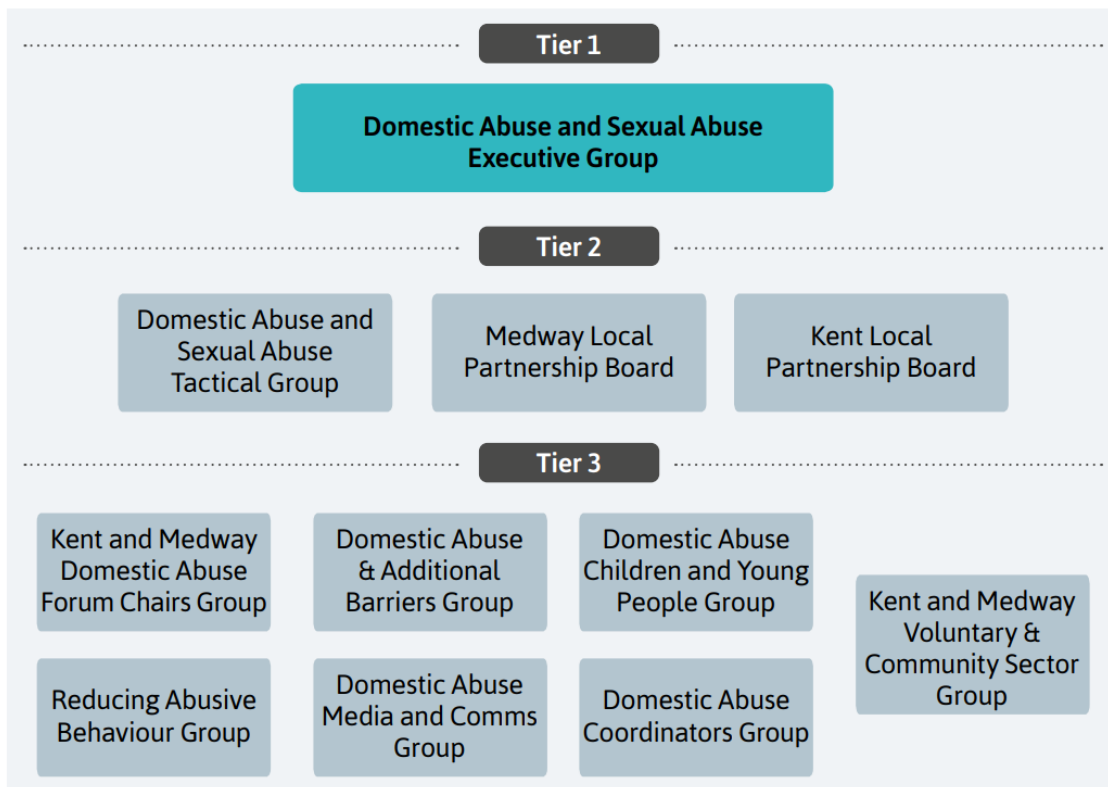 Tier 1
Domestic Abuse and Sexual Abuse
Executive Group
Tier 2
Domestic Abuse and
Sexual Abuse
Tactical Group
Medway Local
Partnership Board
Kent Local
Partnership Board
Tier 3
Kent and Medway
Domestic Abuse
Forum Chairs Group
Domestic Abuse
& Additional
Barriers Group
Domestic Abuse
Children and Young
People Group
Kent and Medway
Voluntary &
Community Sector
Group
Reducing Abusive
Behaviour Group
Domestic Abuse
Media and Comms
Group
Domestic Abuse
Coordinators Group